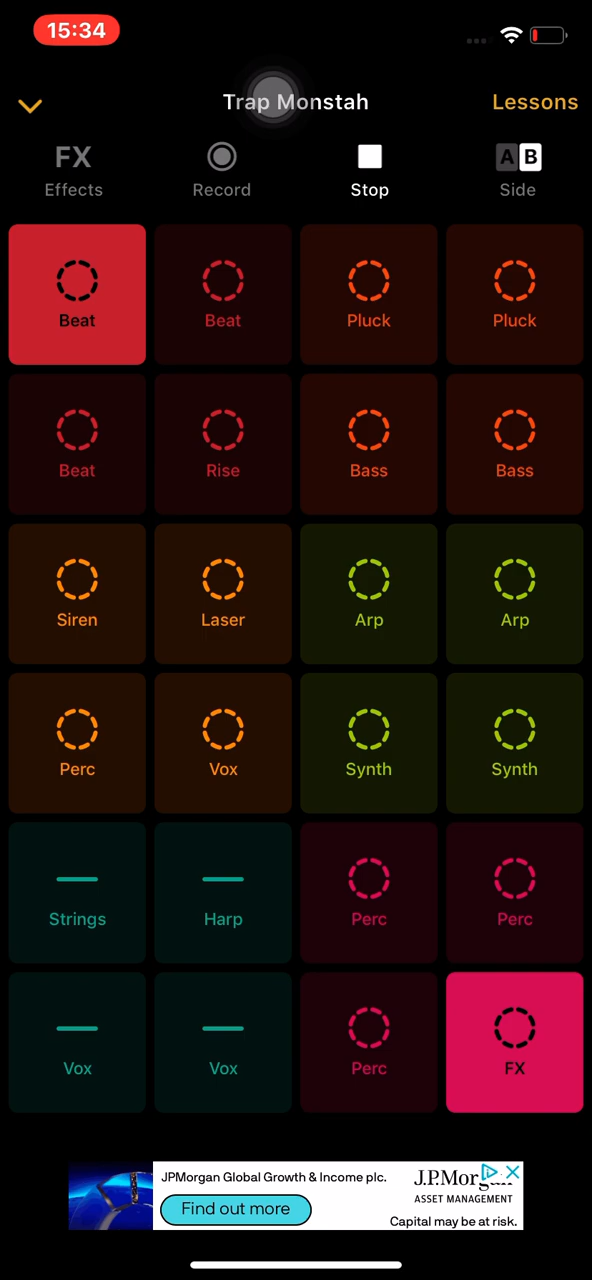 15:34
Trap Monstah
Lessons
FX
Effects
Record
Stop
A B
Side
Beat
Beat
Pluck
Pluck
Beat
Rise
Bass
Bass
Siren
Laser
Arp
Arp
Perc
Vox
Synth
Synth
Strings
Harp
Perc
Perc
Vox
Vox
Perc
FX
JPMorgan Global Growth & Income plc.
Find out more
J.P.Morgan
ASSET MANAGEMENT
Capital may be at risk.